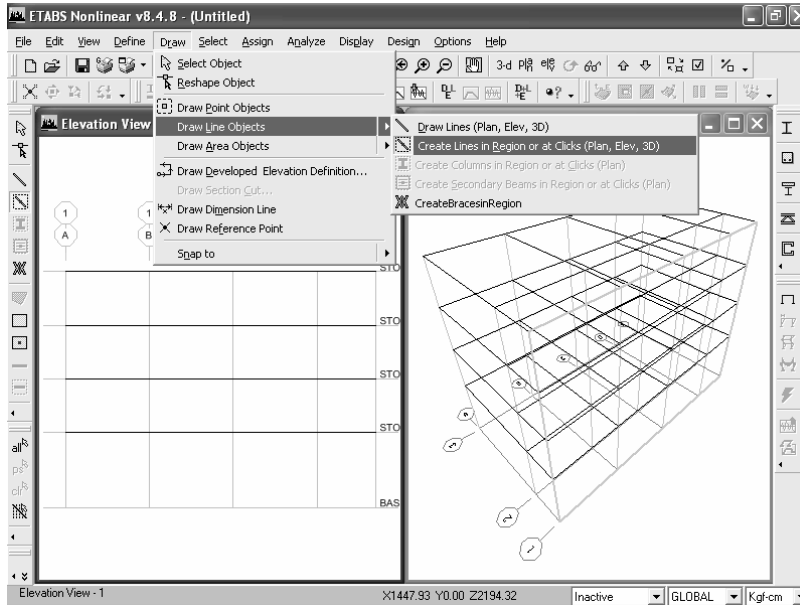 ETABS Nonlinear v8.4.8 - (Untitled)
File Edit View Define Draw Select Assign Analyze Display Design Options Help
3-d
Select Object
Reshape Object
Draw Point Objects
Draw Line Objects
Draw Area Objects
Draw Developed Elevation Definition...
Draw Section Cut...
Draw Dimension Line
Draw Reference Point
Snap to
Draw Lines (Plan, Elev, 3D)
Create Lines in Region or at Clicks (Plan, Elev, 3D)
Create Columns in Region or at Clicks (Plan)
Create Secondary Beams in Region or at Clicks (Plan)
CreateBracesinRegion
Elevation View
1 1
A B
STO
STO
STO
STO
BAS
all
ps
clr
2
1
Elevation View - 1
X1447.93 Y0.00 Z2194.32
Inactive
GLOBAL
Kgf-cm